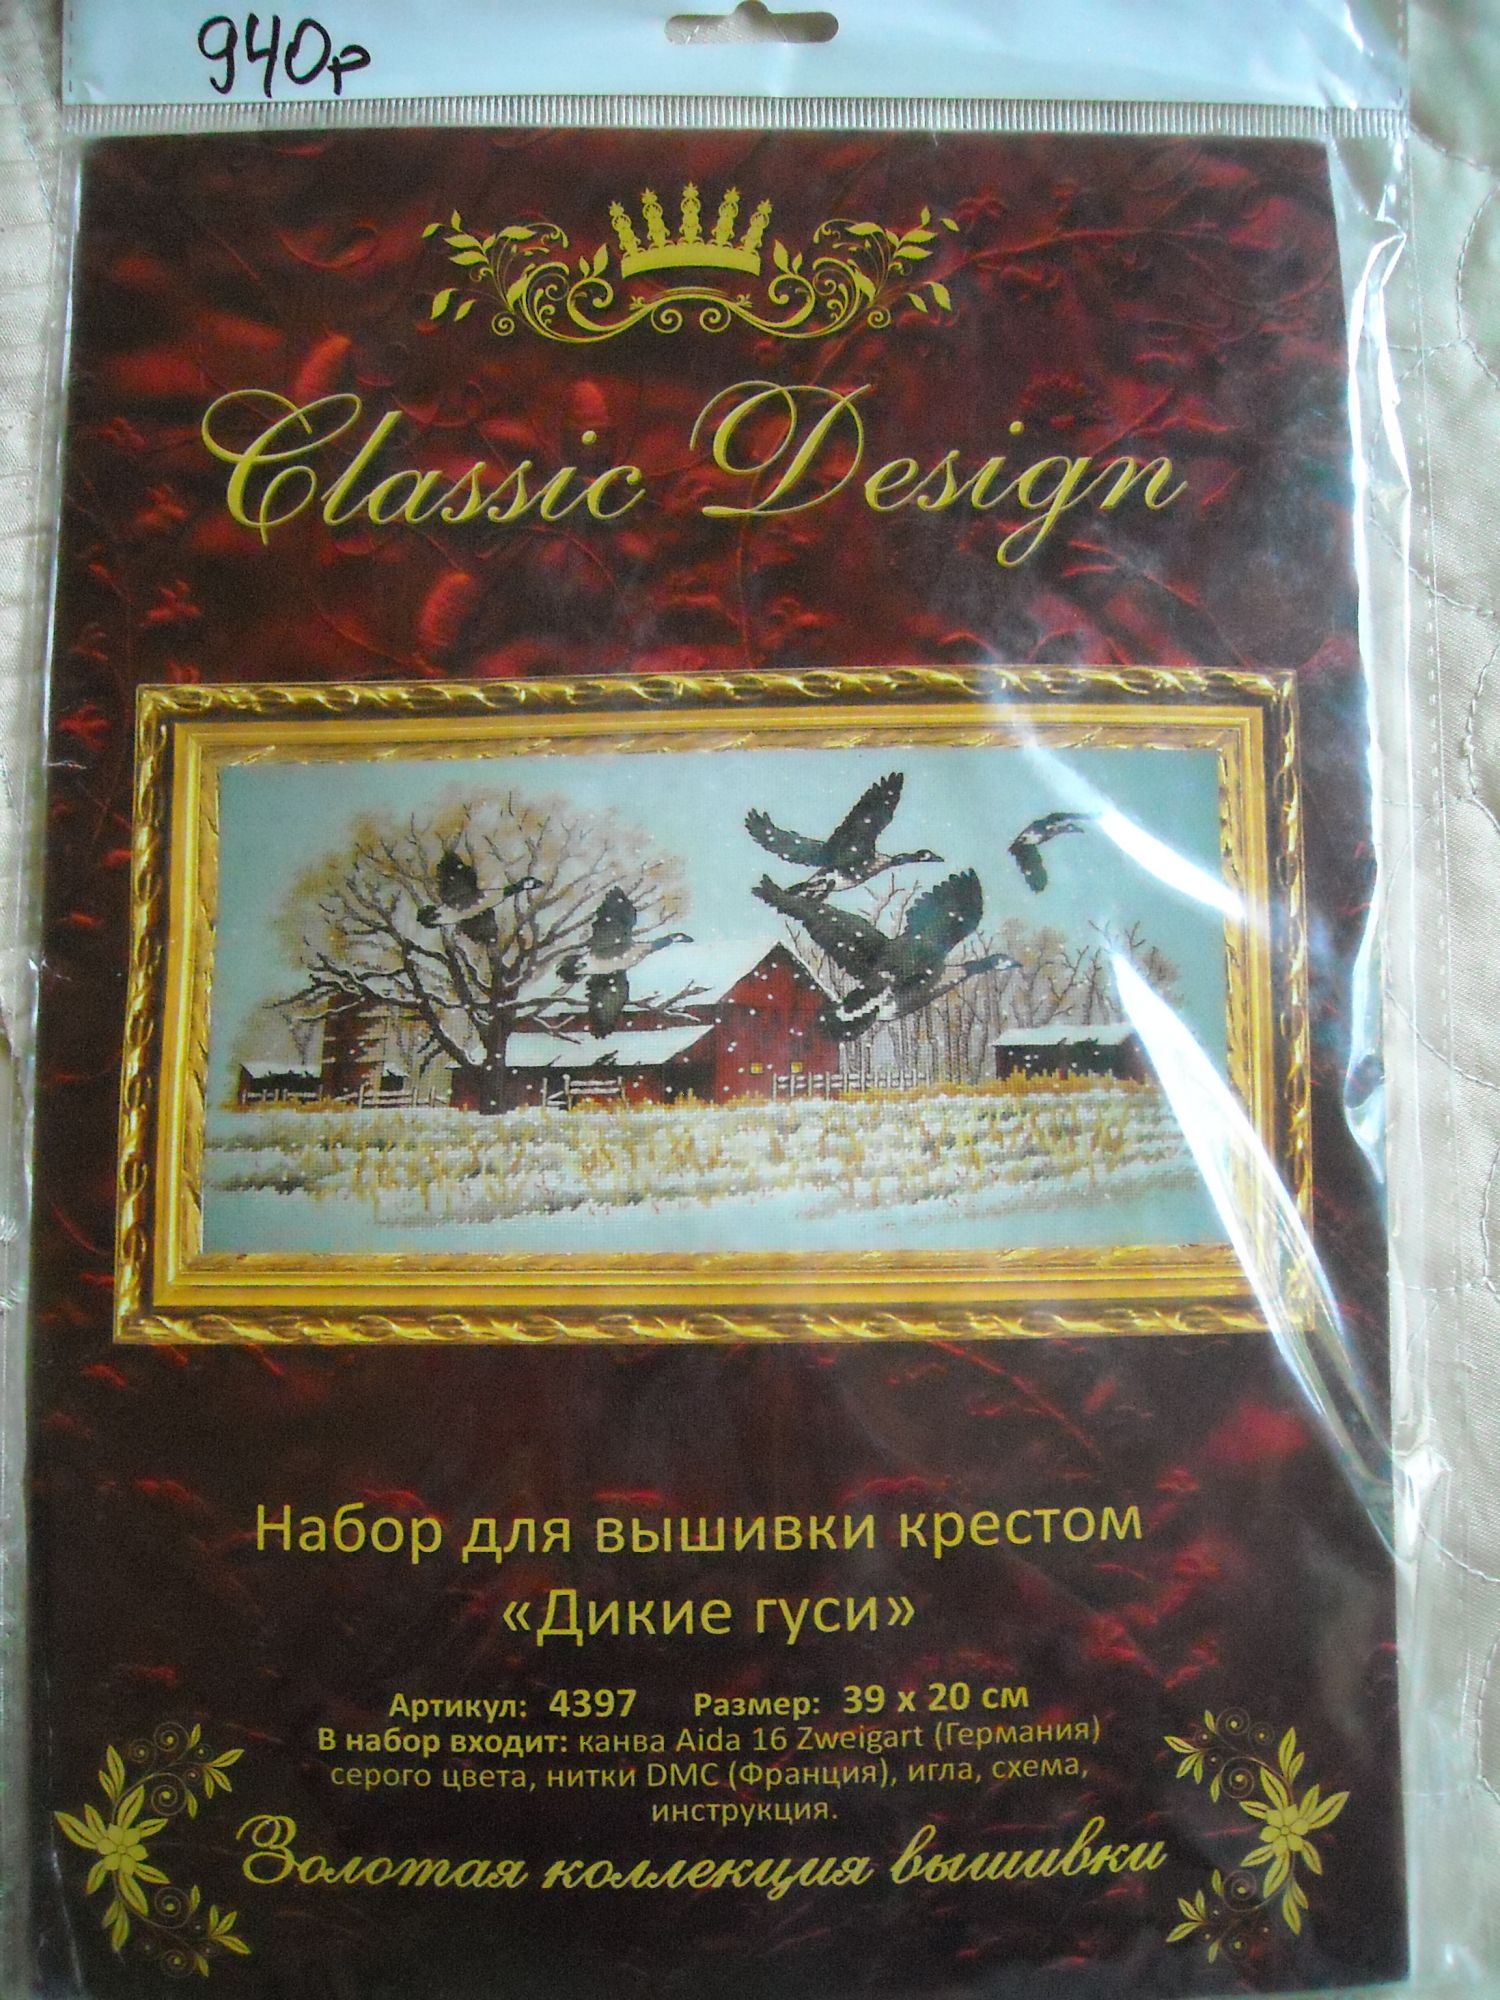 940р
Classic Design
Набор для вышивки крестом
«Дикие гуси»
Артикул: 4397 Размер: 39 x 20 см
В набор входит: канва Aida 16 Zweigart (Германия)
серого цвета, нитки DMC (Франция), игла, схема,
инструкция.
Золотая коллекция вышивки